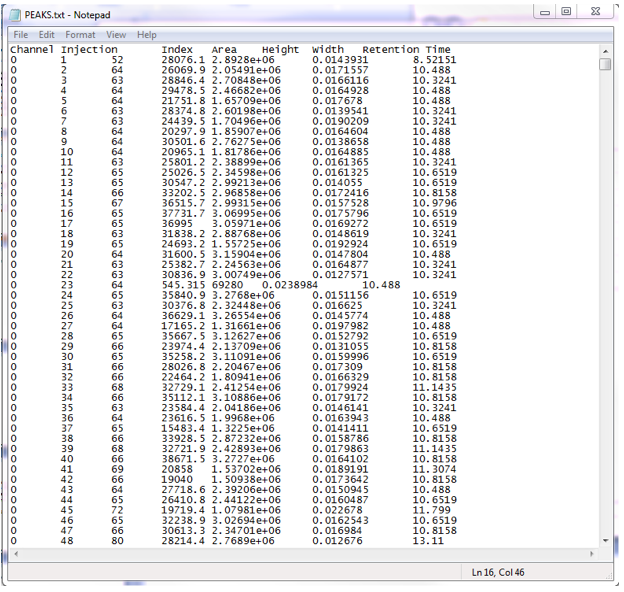 PEAKS.txt - Notepad
File Edit Format View Help
Channel Injection Index Area Height Width Retention Time
0 1 52 28076.1 2.8928e+06 0.0143931 8.52151
0 2 64 26069.9 2.05491e+06 0.0171557 10.488
0 3 63 28846.4 2.70848e+06 0.0166116 10.3241
0 4 64 29478.5 2.46682e+06 0.0164928 10.488
0 5 64 21751.8 1.65709e+06 0.017678 10.488
0 6 63 28374.8 2.60198e+06 0.0139541 10.3241
0 7 63 24439.5 1.70496e+06 0.0190209 10.3241
0 8 64 20297.9 1.85907e+06 0.0164604 10.488
0 9 64 30501.6 2.76275e+06 0.0138658 10.488
0 10 64 20965.1 1.81786e+06 0.0164885 10.488
0 11 63 25801.2 2.38899e+06 0.0161365 10.3241
0 12 65 25026.5 2.34598e+06 0.0161325 10.6519
0 13 65 30547.2 2.99213e+06 0.014055 10.6519
0 14 66 33202.5 2.96858e+06 0.0172416 10.8158
0 15 67 36515.7 2.99315e+06 0.0157528 10.9796
0 16 65 37731.7 3.06995e+06 0.0175796 10.6519
0 17 65 36995 3.05971e+06 0.0169272 10.6519
0 18 63 31838.2 2.88768e+06 0.0148619 10.3241
0 19 65 24693.2 1.55725e+06 0.0192924 10.6519
0 20 64 31600.5 3.15904e+06 0.0147804 10.488
0 21 63 25382.7 2.24563e+06 0.0164877 10.3241
0 22 63 30836.9 3.00749e+06 0.0127571 10.3241
0 23 64 545.315 69280 0.0238984 10.488
0 24 65 35840.9 3.2768e+06 0.0151156 10.6519
0 25 63 30376.8 2.32448e+06 0.016625 10.3241
0 26 64 36629.1 3.26554e+06 0.0145774 10.488
0 27 64 17165.2 1.31661e+06 0.0197982 10.488
0 28 65 35667.5 3.12627e+06 0.0152792 10.6519
0 29 66 23974.4 2.13709e+06 0.0131055 10.8158
0 30 65 35258.2 3.11091e+06 0.0159996 10.6519
0 31 66 28026.8 2.20467e+06 0.017309 10.8158
0 32 66 22464.2 1.80941e+06 0.0166329 10.8158
0 33 68 32729.1 2.41254e+06 0.0179924 11.1435
0 34 66 35112.1 3.10886e+06 0.0179172 10.8158
0 35 63 23584.4 2.04186e+06 0.0146141 10.3241
0 36 64 23616.5 1.9968e+06 0.0163943 10.488
0 37 65 15483.4 1.3225e+06 0.0141411 10.6519
0 38 66 33928.5 2.87232e+06 0.0158786 10.8158
0 39 68 32721.9 2.42893e+06 0.0179863 11.1435
0 40 66 38671.5 3.2727e+06 0.0164102 10.8158
0 41 69 20858 1.53702e+06 0.0189191 11.3074
0 42 66 19040 1.50938e+06 0.0173642 10.8158
0 43 64 27718.6 2.39206e+06 0.0150945 10.488
0 44 65 26410.8 2.44122e+06 0.0160487 10.6519
0 45 72 19719.4 1.07981e+06 0.022678 11.799
0 46 65 32238.9 3.02694e+06 0.0162543 10.6519
0 47 66 30613.3 2.34701e+06 0.016984 10.8158
0 48 80 28214.4 2.7689e+06 0.012676 13.11
Ln 16, Col 46